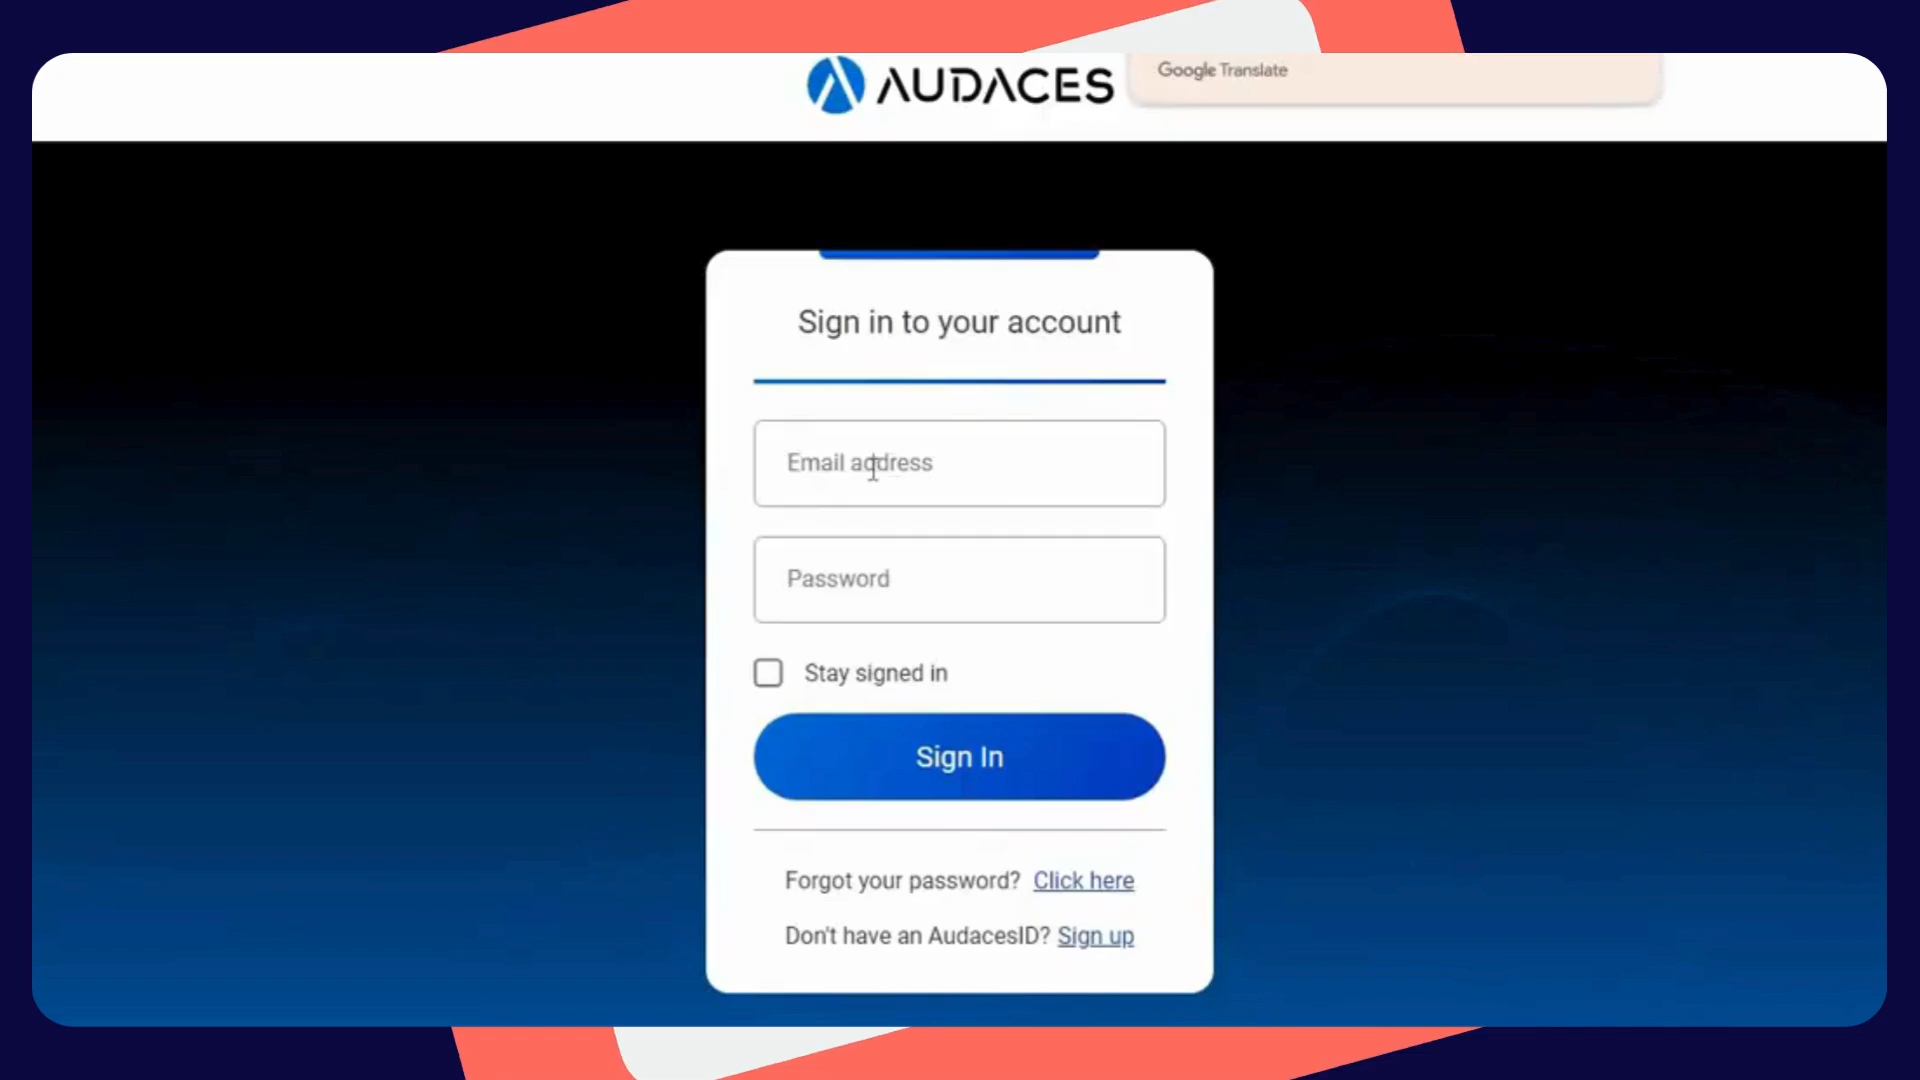 AUDACES
Google Translate
Sign in to your account
Email address
Password
Stay signed in
Sign In
Forgot your password? Click here
Don't have an AudacesID? Sign up